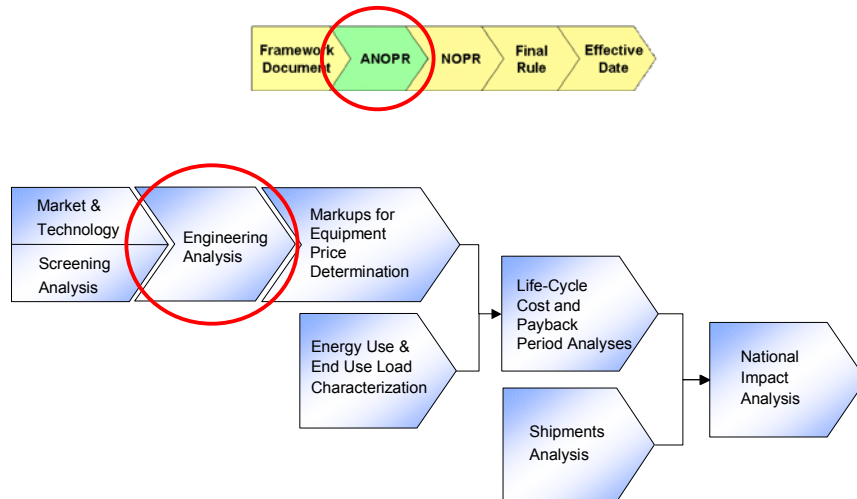 Framework
Document
ANOPR
NOPR
Final
Rule
Effective
Date
Market &
Technology
Screening
Analysis
Engineering
Analysis
Markups for
Equipment
Price
Determination
Energy Use &
End Use Load
Characterization
Life-Cycle
Cost and
Payback
Period Analyses
Shipments
Analysis
National
Impact
Analysis